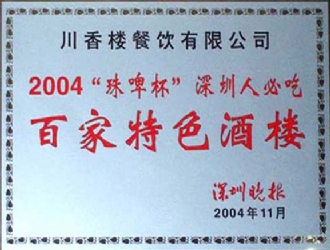 川香楼餐饮有限公司
2004“珠啤杯”深圳人必吃
百家特色酒楼
深圳晚报
2004年11月